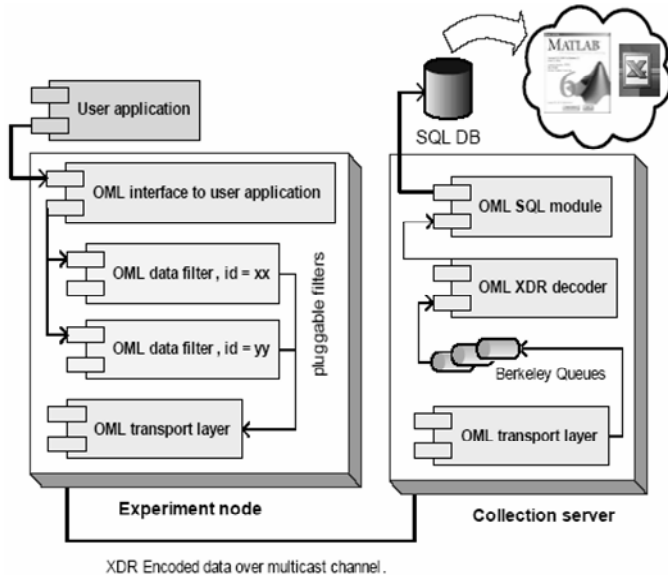 MATLAB
6
X
User application
SQL DB
OML interface to user application
OML SQL module
OML data filter, id = xx
OML XDR decoder
pluggable filters
OML data filter, id = yy
Berkeley Queues
OML transport layer
OML transport layer
Experiment node
Collection server
XDR Encoded data over multicast channel.